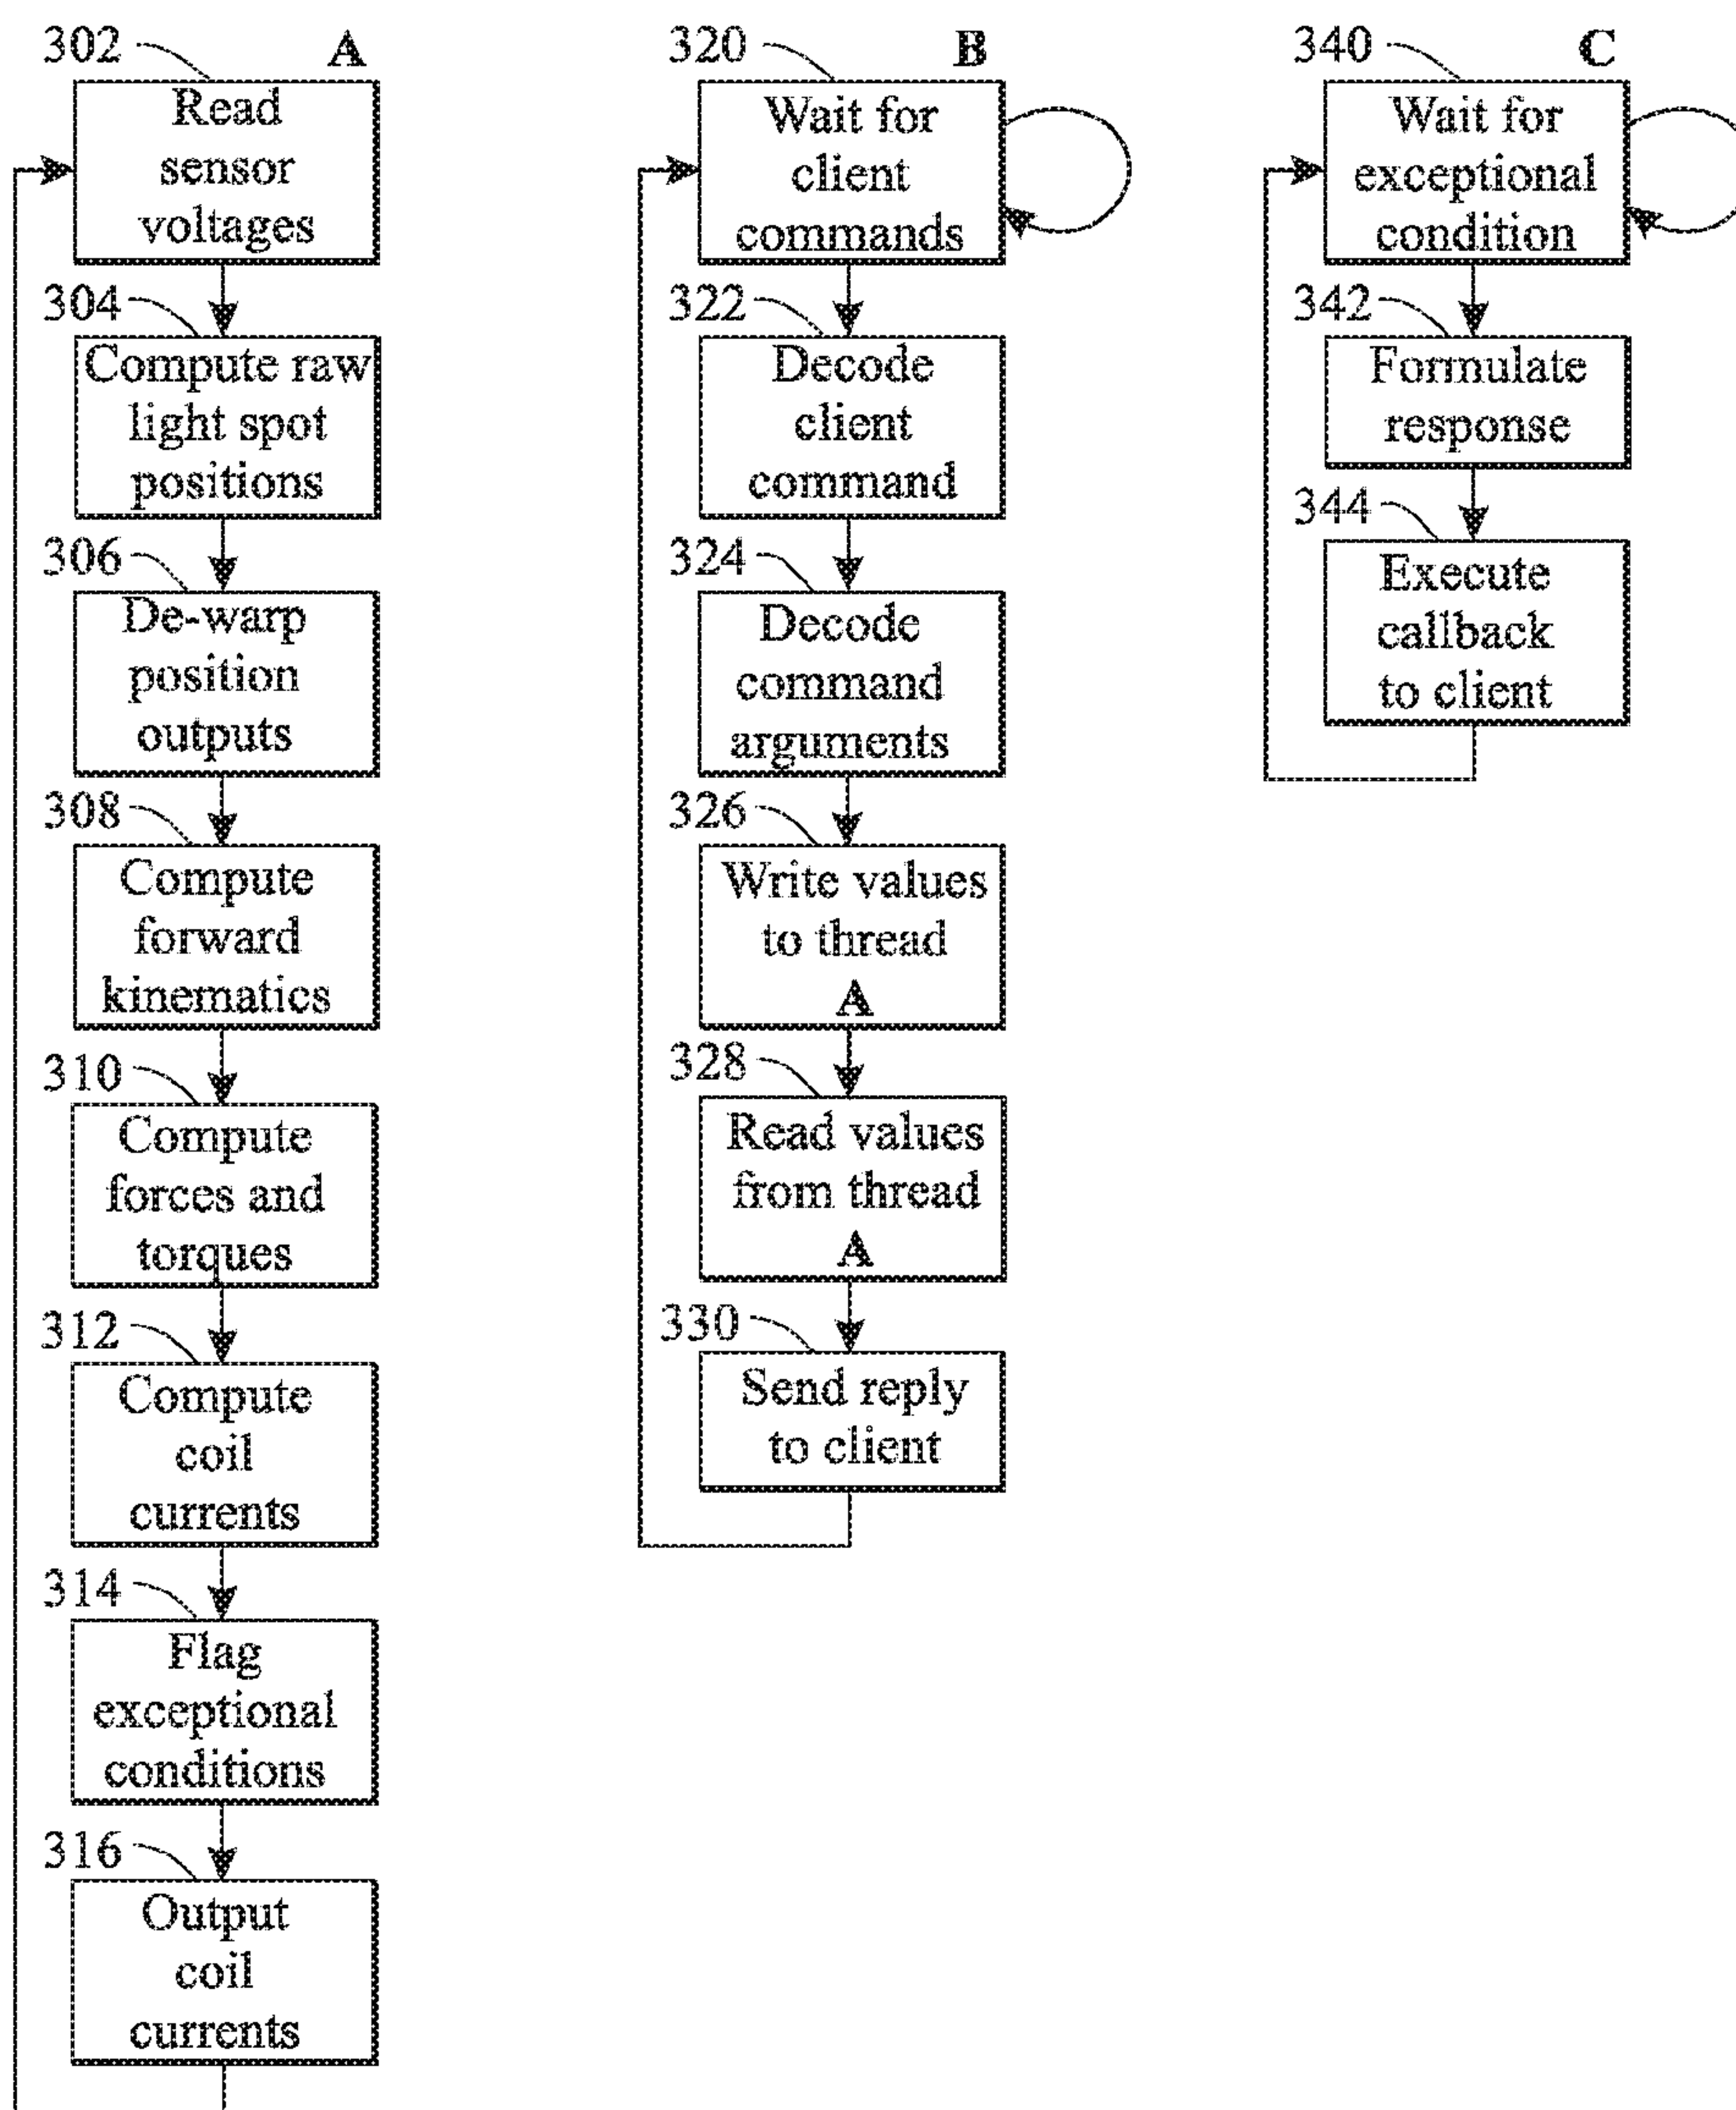 302
A
Read
sensor
voltages
304
Compute raw
light spot
positions
306
De-warp
position
outputs
308
Compute
forward
kinematics
310
Compute
forces and
torques
312
Compute
coil
currents
314
Flag
exceptional
conditions
316
Output
coil
currents
320
B
Wait for
client
commands
322
Decode
client
command
324
Decode
command
arguments
326
Write values
to thread
A
328
Read values
from thread
A
330
Send reply
to client
340
C
Wait for
exceptional
condition
342
Formulate
response
344
Execute
callback
to client